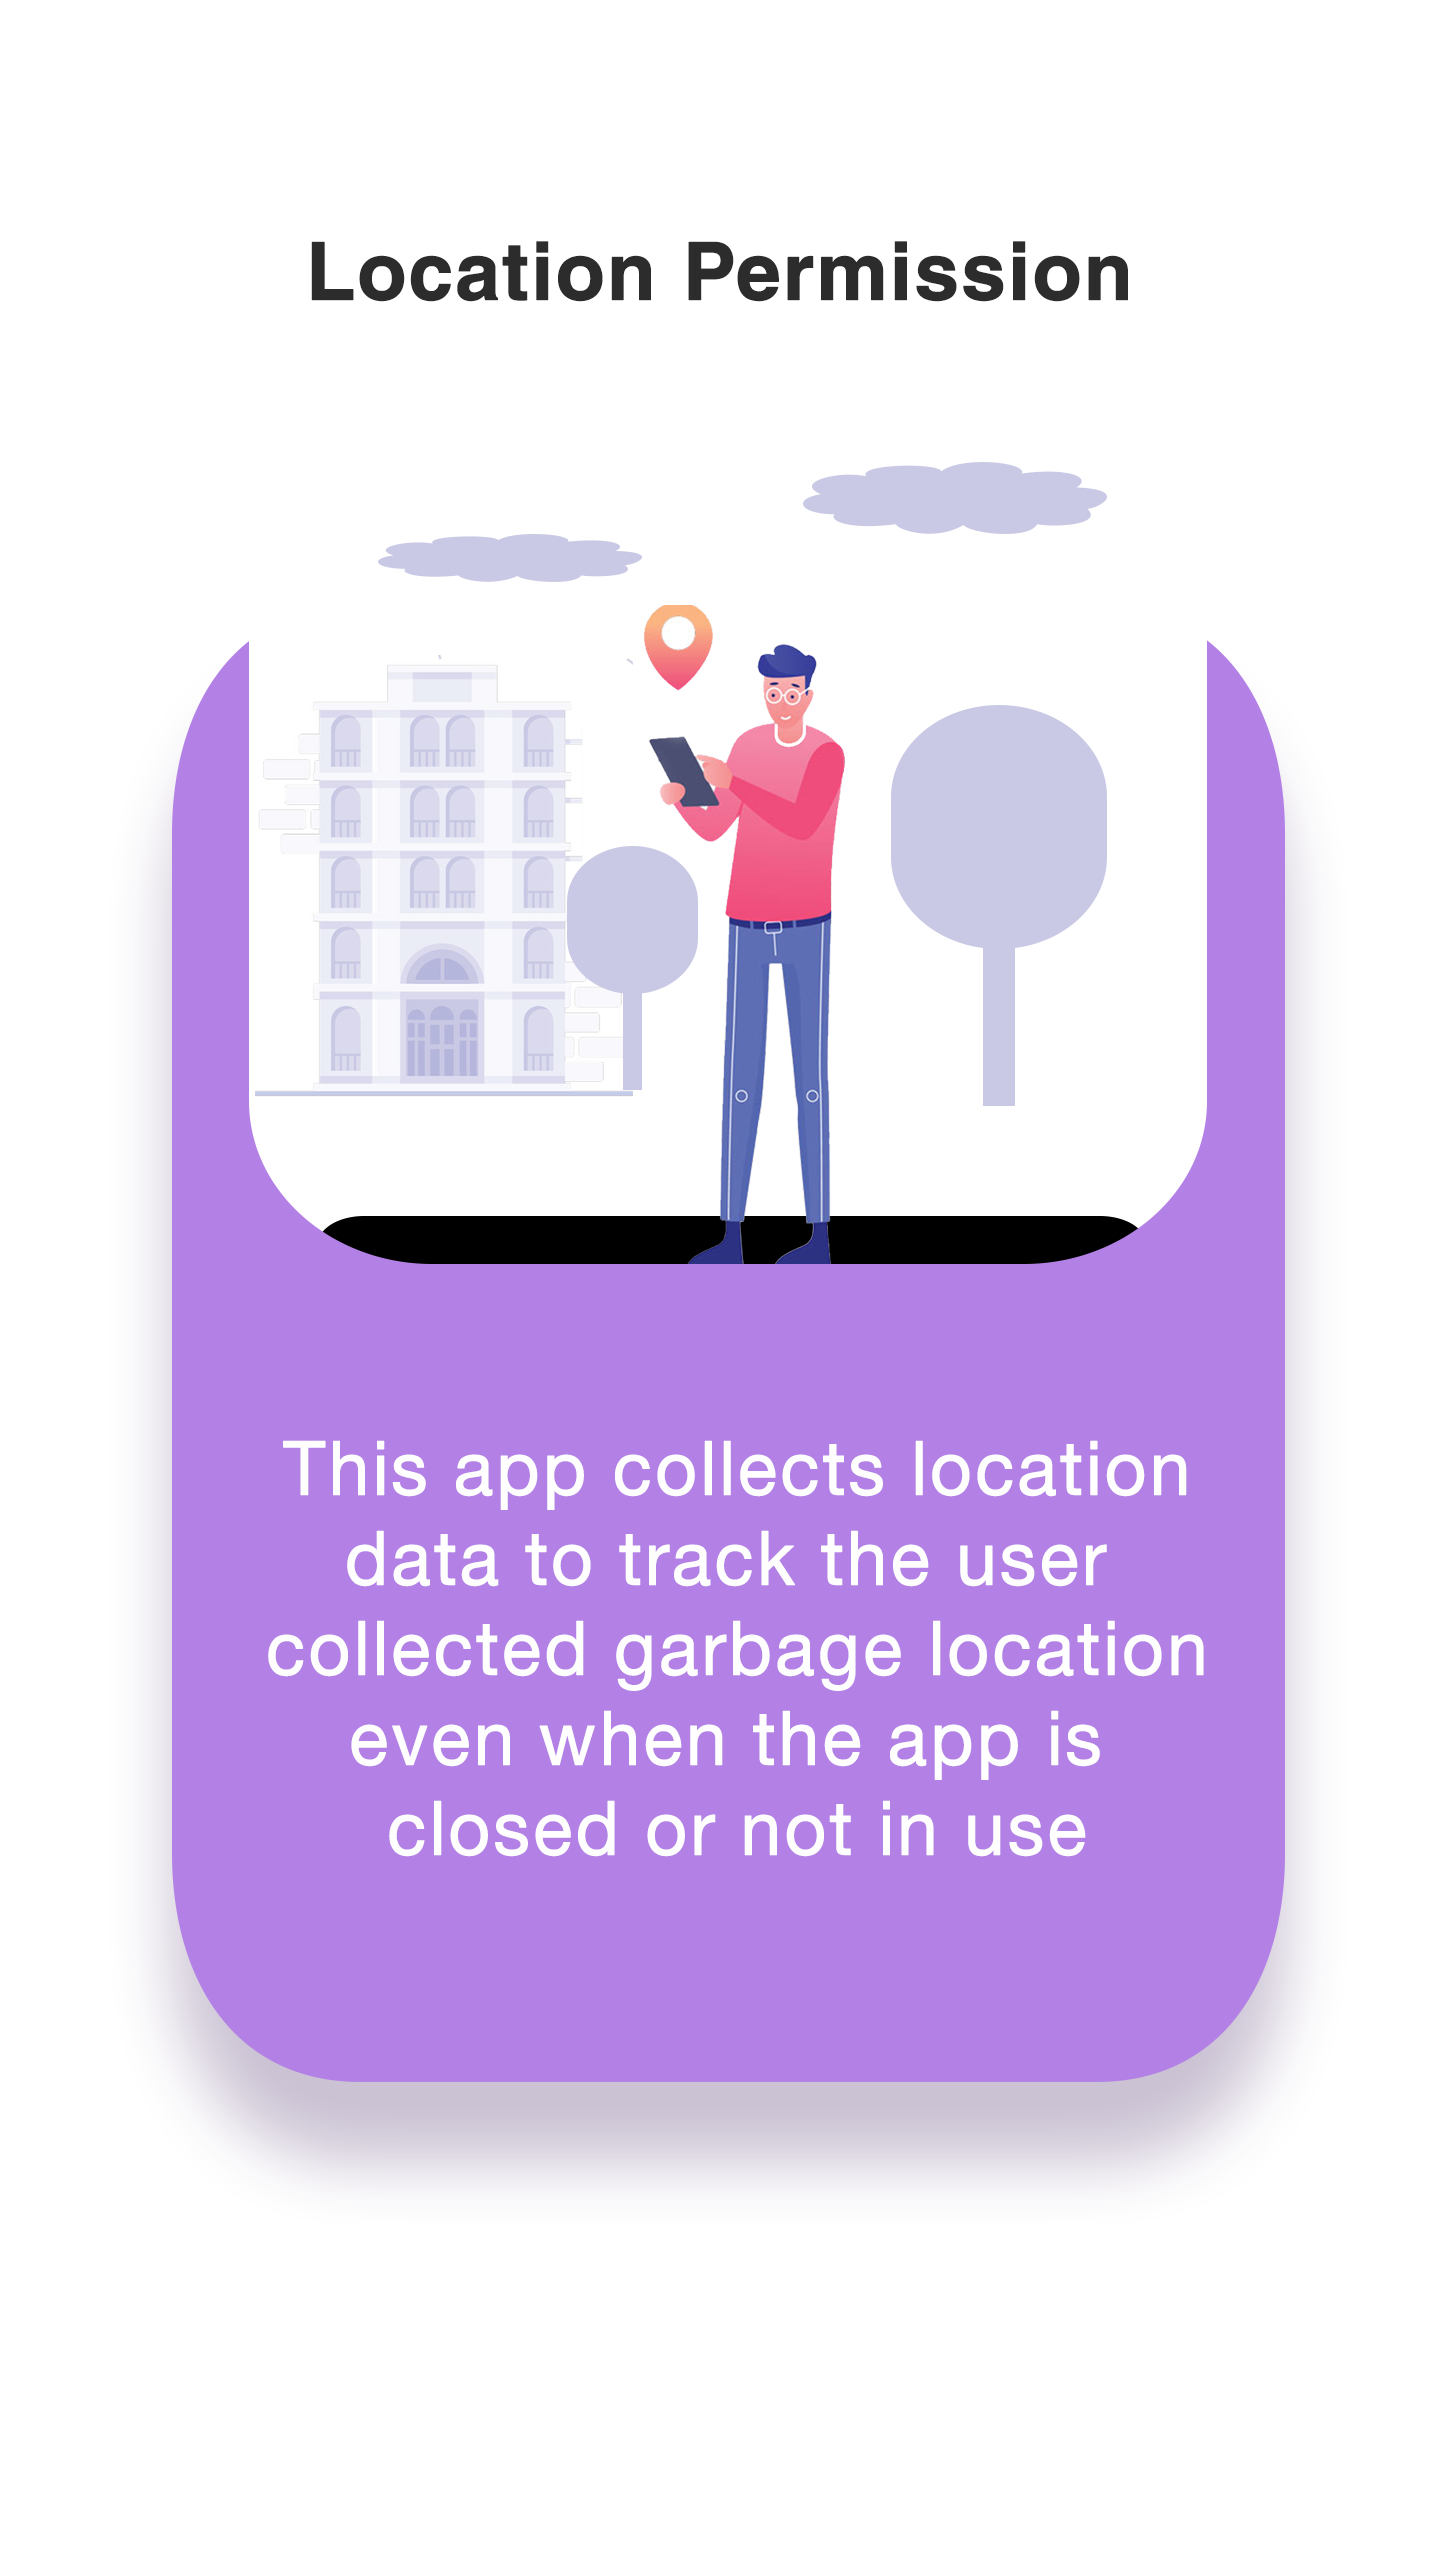 Location Permission
This app collects location
data to track the user
collected garbage location
even when the app is
closed or not in use